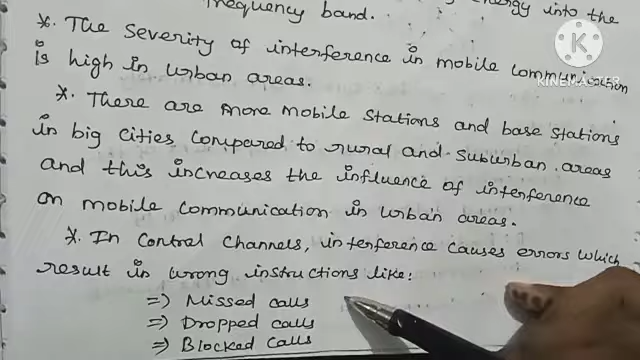 energy into the
frequency band.
*. The severity of interference in mobile communication
is high in urban areas.
*. There are more mobile stations and base stations
in big cities compared to rural and suburban areas
and this increases the influence of interference
on mobile communication in urban areas.
*. In Control Channels, interference causes errors which
result in wrong instructions like:
=> Missed calls
=> Dropped calls
=> Blocked calls
KINEMASTER